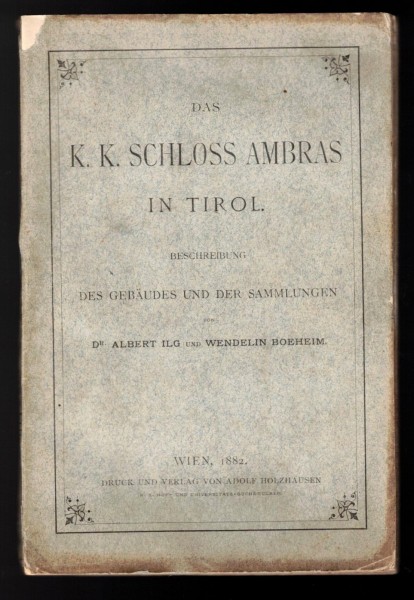 DAS
K. K. SCHLOSS AMBRAS
IN TIROL.
BESCHREIBUNG
DES GEBÄUDES UND DER SAMMLUNGEN
VON
DR. ALBERT ILG UND WENDELIN BOEHEIM.
WIEN, 1882.
DRUCK UND VERLAG VON ADOLF HOLZHAUSEN